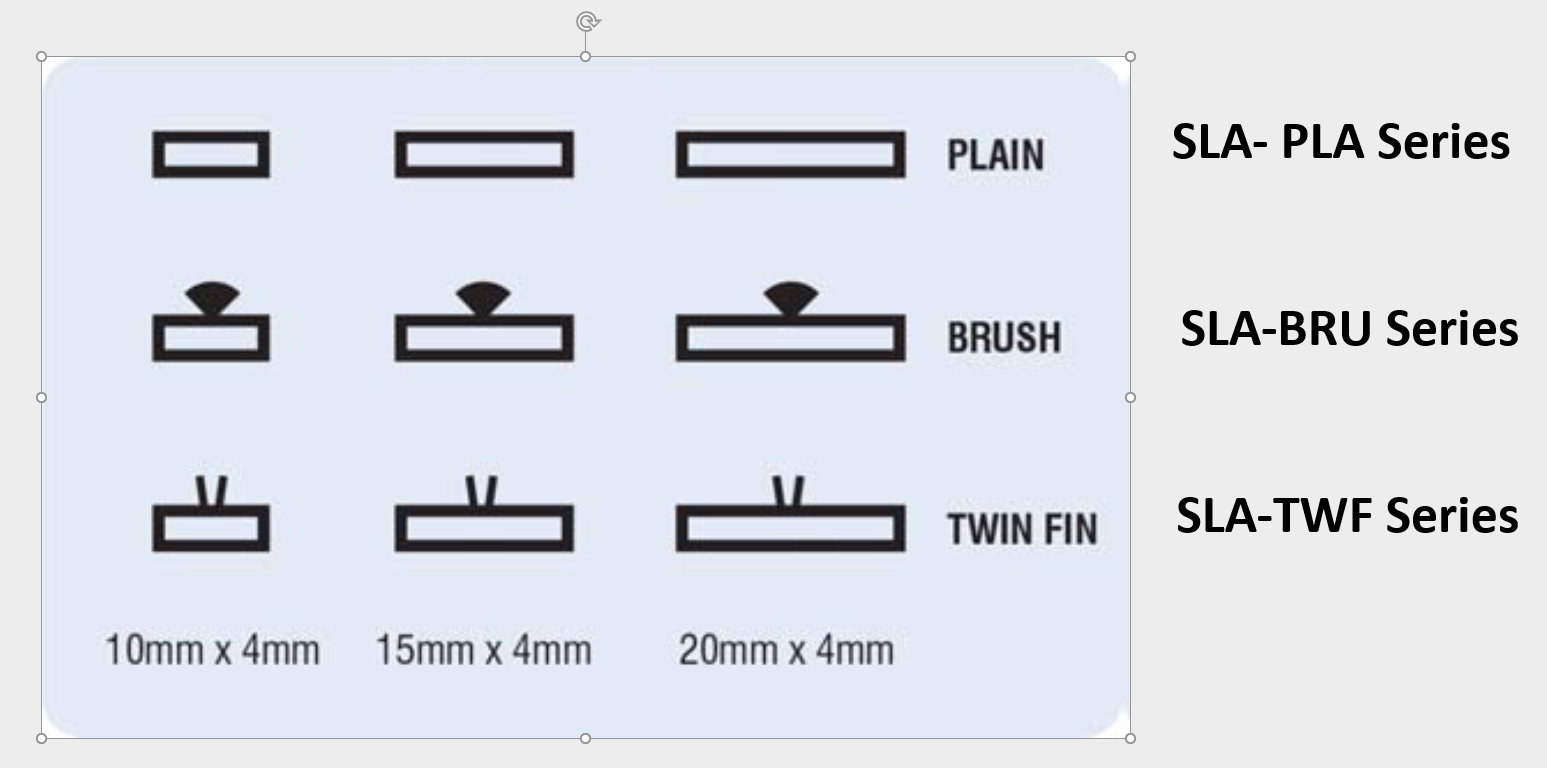 PLAIN
SLA- PLA Series
BRUSH
SLA-BRU Series
TWIN FIN
SLA-TWF Series
10mm x 4mm
15mm x 4mm
20mm x 4mm